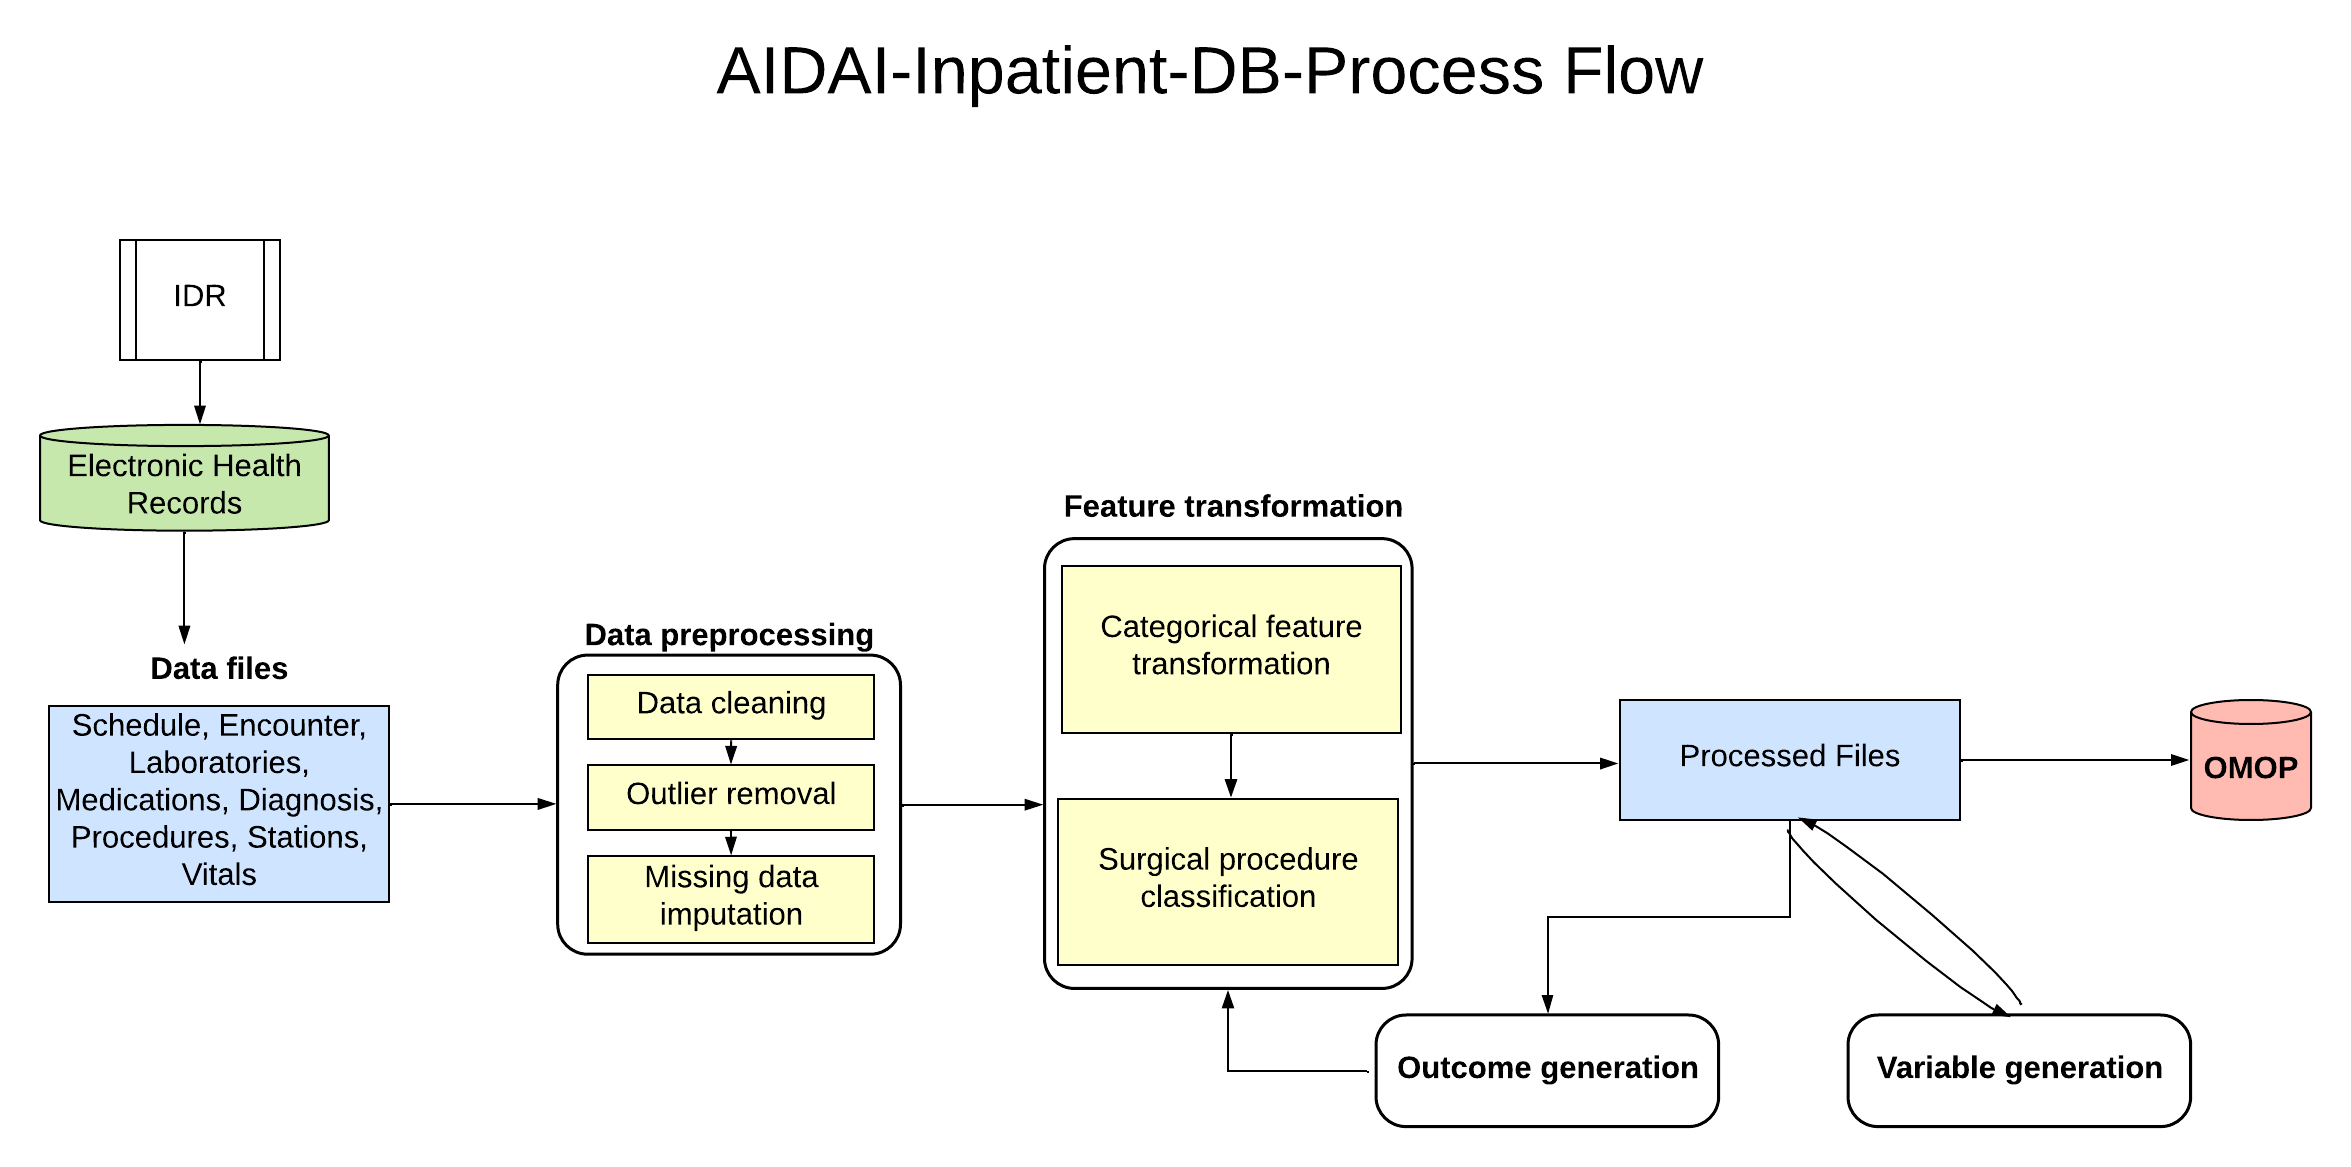 AIDAI-Inpatient-DB-Process Flow
IDR
Electronic Health
Records
Data files
Schedule, Encounter,
Laboratories,
Medications, Diagnosis,
Procedures, Stations,
Vitals
Data preprocessing
Data cleaning
Outlier removal
Missing data
imputation
Feature transformation
Categorical feature
transformation
Surgical procedure
classification
Processed Files
OMOP
Outcome generation
Variable generation